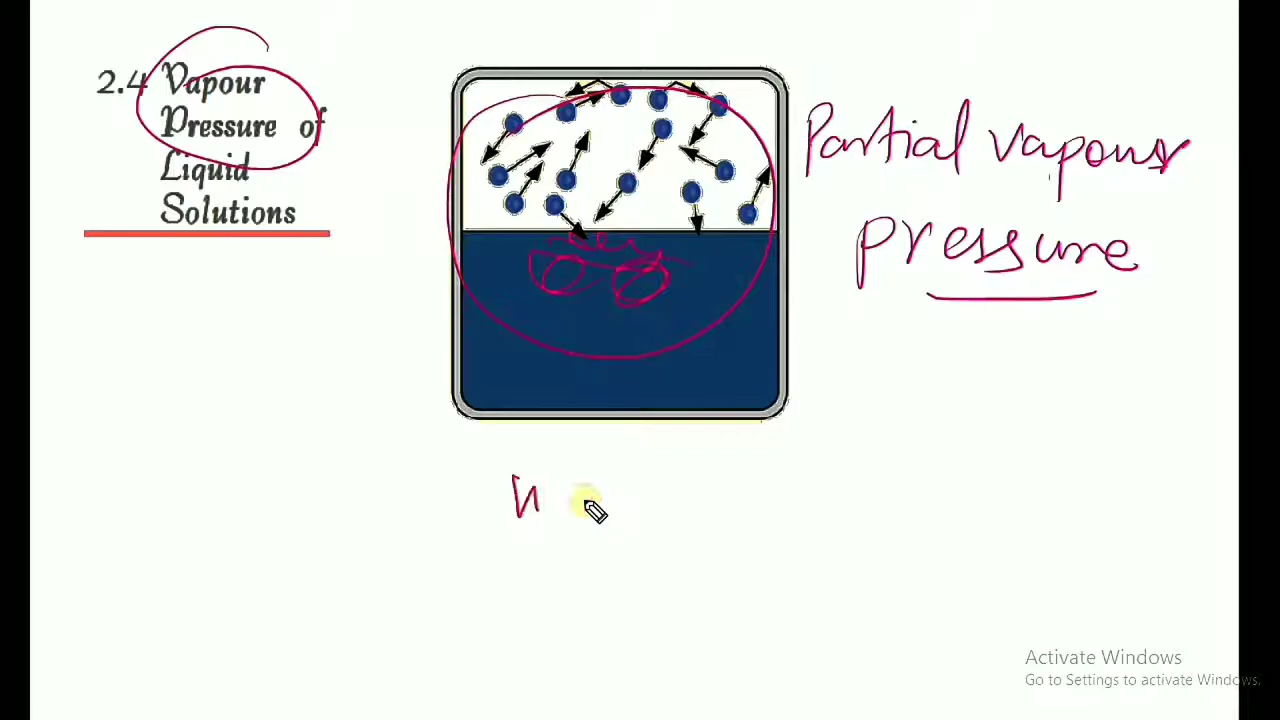 2.4 Vapour
Pressure of
Liquid
Solutions
Partial vapour
pressure
Activate Windows
Go to Settings to activate Windows.